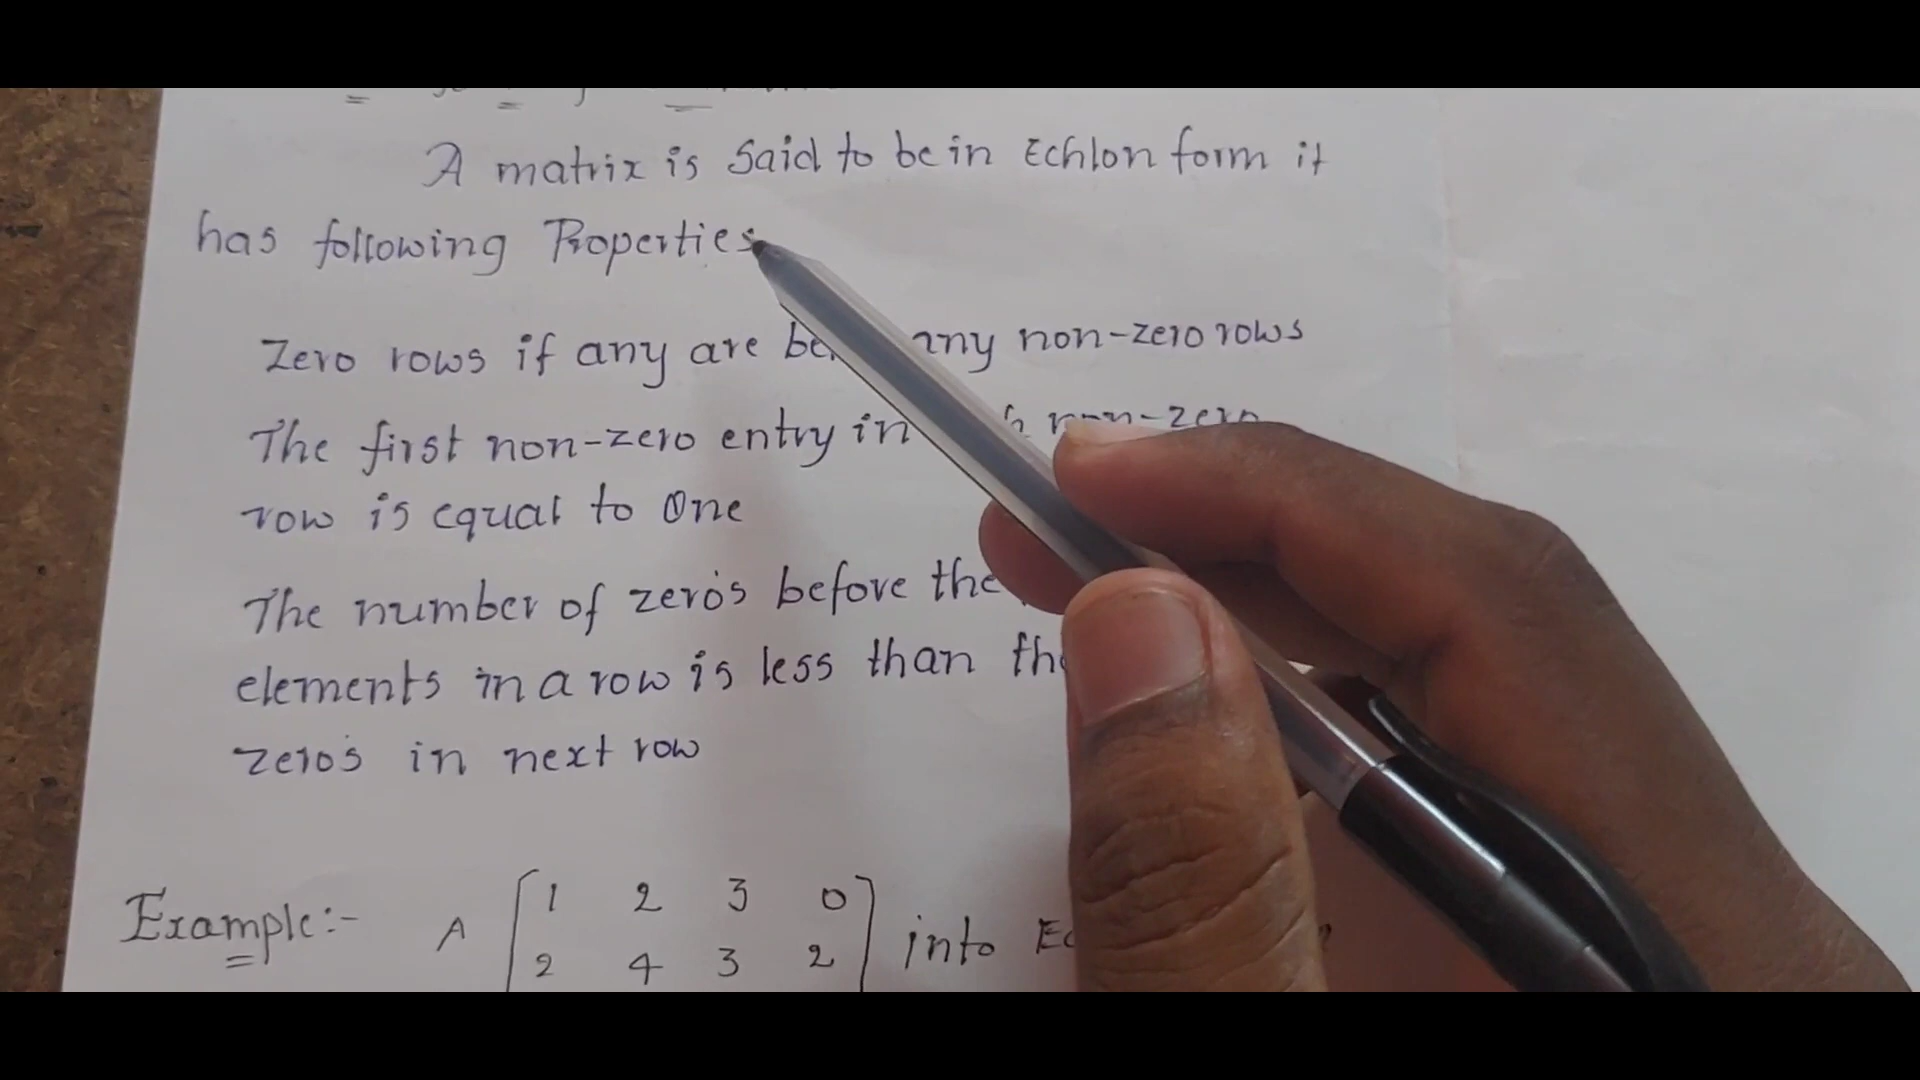 A matrix is Said to be in Echlon form it
has following Properties
Zero rows if any are any non-zero rows
The first non-zero entry in non-zero
row is equal to One
The number of zero's before the
elements in a row is less than
zero's in next row
Example:- A 1 2 3 0 into
2 4 3 2